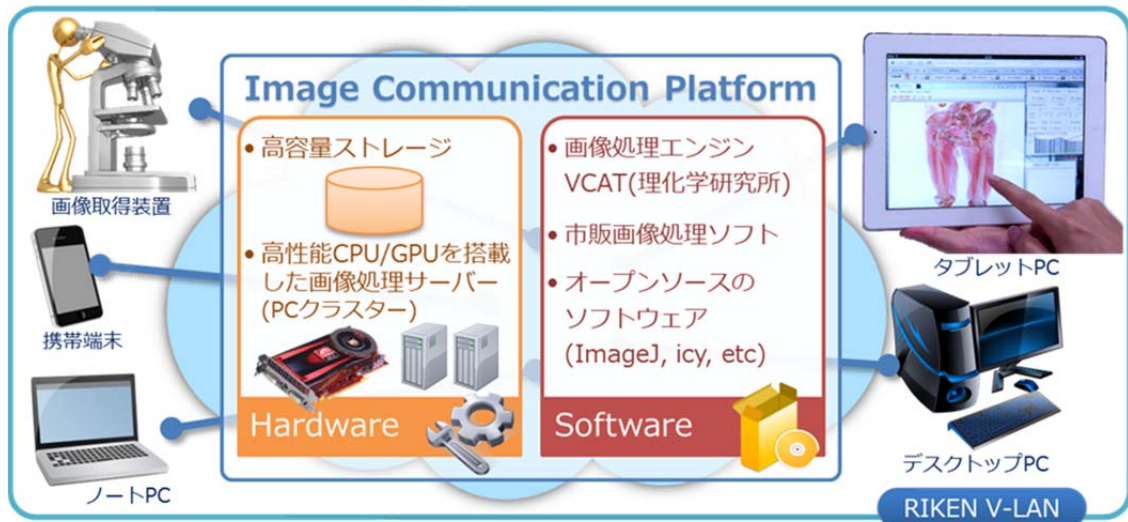 Image Communication Platform
• 高容量ストレージ
• 高性能CPU/GPUを搭載
した画像処理サーバー
(PCクラスター)
Hardware
• 画像処理エンジン
VCAT(理化学研究所)
• 市販画像処理ソフト
• オープンソースの
ソフトウェア
(ImageJ, icy, etc)
Software
画像取得装置
携帯端末
ノートPC
タブレットPC
デスクトップPC
RIKEN V-LAN